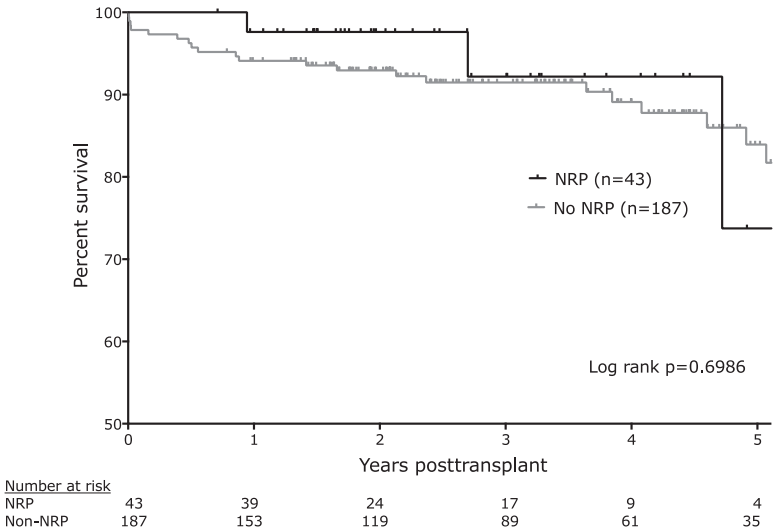 100
90
80
70
60
50
Percent survival
NRP (n=43)
No NRP (n=187)
Log rank p=0.6986
0 1 2 3 4 5
Years posttransplant
Number at risk
NRP 43 39 24 17 9 4
Non-NRP 187 153 119 89 61 35